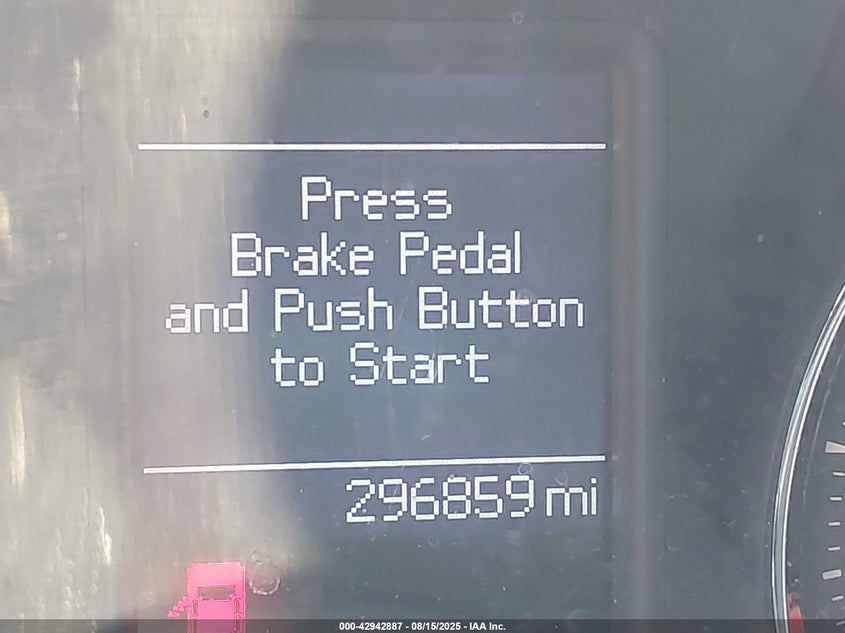 Press
Brake Pedal
and Push Button
to Start
296859 mi
000-42942887 - 08/15/2025 - IAA Inc.